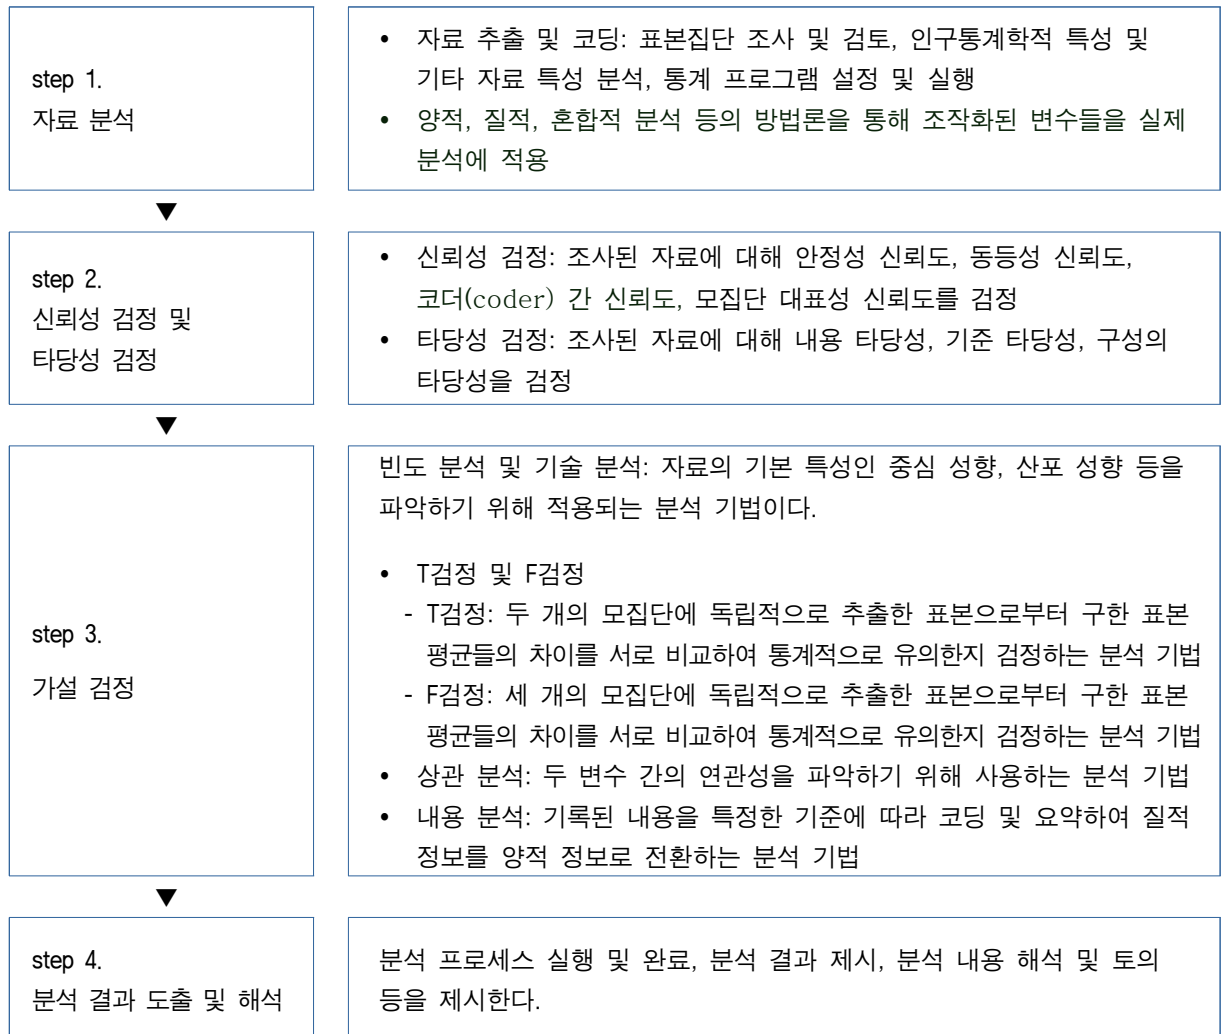 step 1.
자료 분석
• 자료 추출 및 코딩: 표본집단 조사 및 검토, 인구통계학적 특성 및
기타 자료 특성 분석, 통계 프로그램 설정 및 실행
• 양적, 질적, 혼합적 분석 등의 방법론을 통해 조작화된 변수들을 실제
분석에 적용
▼
step 2.
신뢰성 검정 및
타당성 검정
• 신뢰성 검정: 조사된 자료에 대해 안정성 신뢰도, 동등성 신뢰도,
코더(coder) 간 신뢰도, 모집단 대표성 신뢰도를 검정
• 타당성 검정: 조사된 자료에 대해 내용 타당성, 기준 타당성, 구성의
타당성을 검정
▼
step 3.
가설 검정
빈도 분석 및 기술 분석: 자료의 기본 특성인 중심 성향, 산포 성향 등을
파악하기 위해 적용되는 분석 기법이다.
• T검정 및 F검정
- T검정: 두 개의 모집단에 독립적으로 추출한 표본으로부터 구한 표본
평균들의 차이를 서로 비교하여 통계적으로 유의한지 검정하는 분석 기법
- F검정: 세 개의 모집단에 독립적으로 추출한 표본으로부터 구한 표본
평균들의 차이를 서로 비교하여 통계적으로 유의한지 검정하는 분석 기법
• 상관 분석: 두 변수 간의 연관성을 파악하기 위해 사용하는 분석 기법
• 내용 분석: 기록된 내용을 특정한 기준에 따라 코딩 및 요약하여 질적
정보를 양적 정보로 전환하는 분석 기법
▼
step 4.
분석 결과 도출 및 해석
분석 프로세스 실행 및 완료, 분석 결과 제시, 분석 내용 해석 및 토의
등을 제시한다.